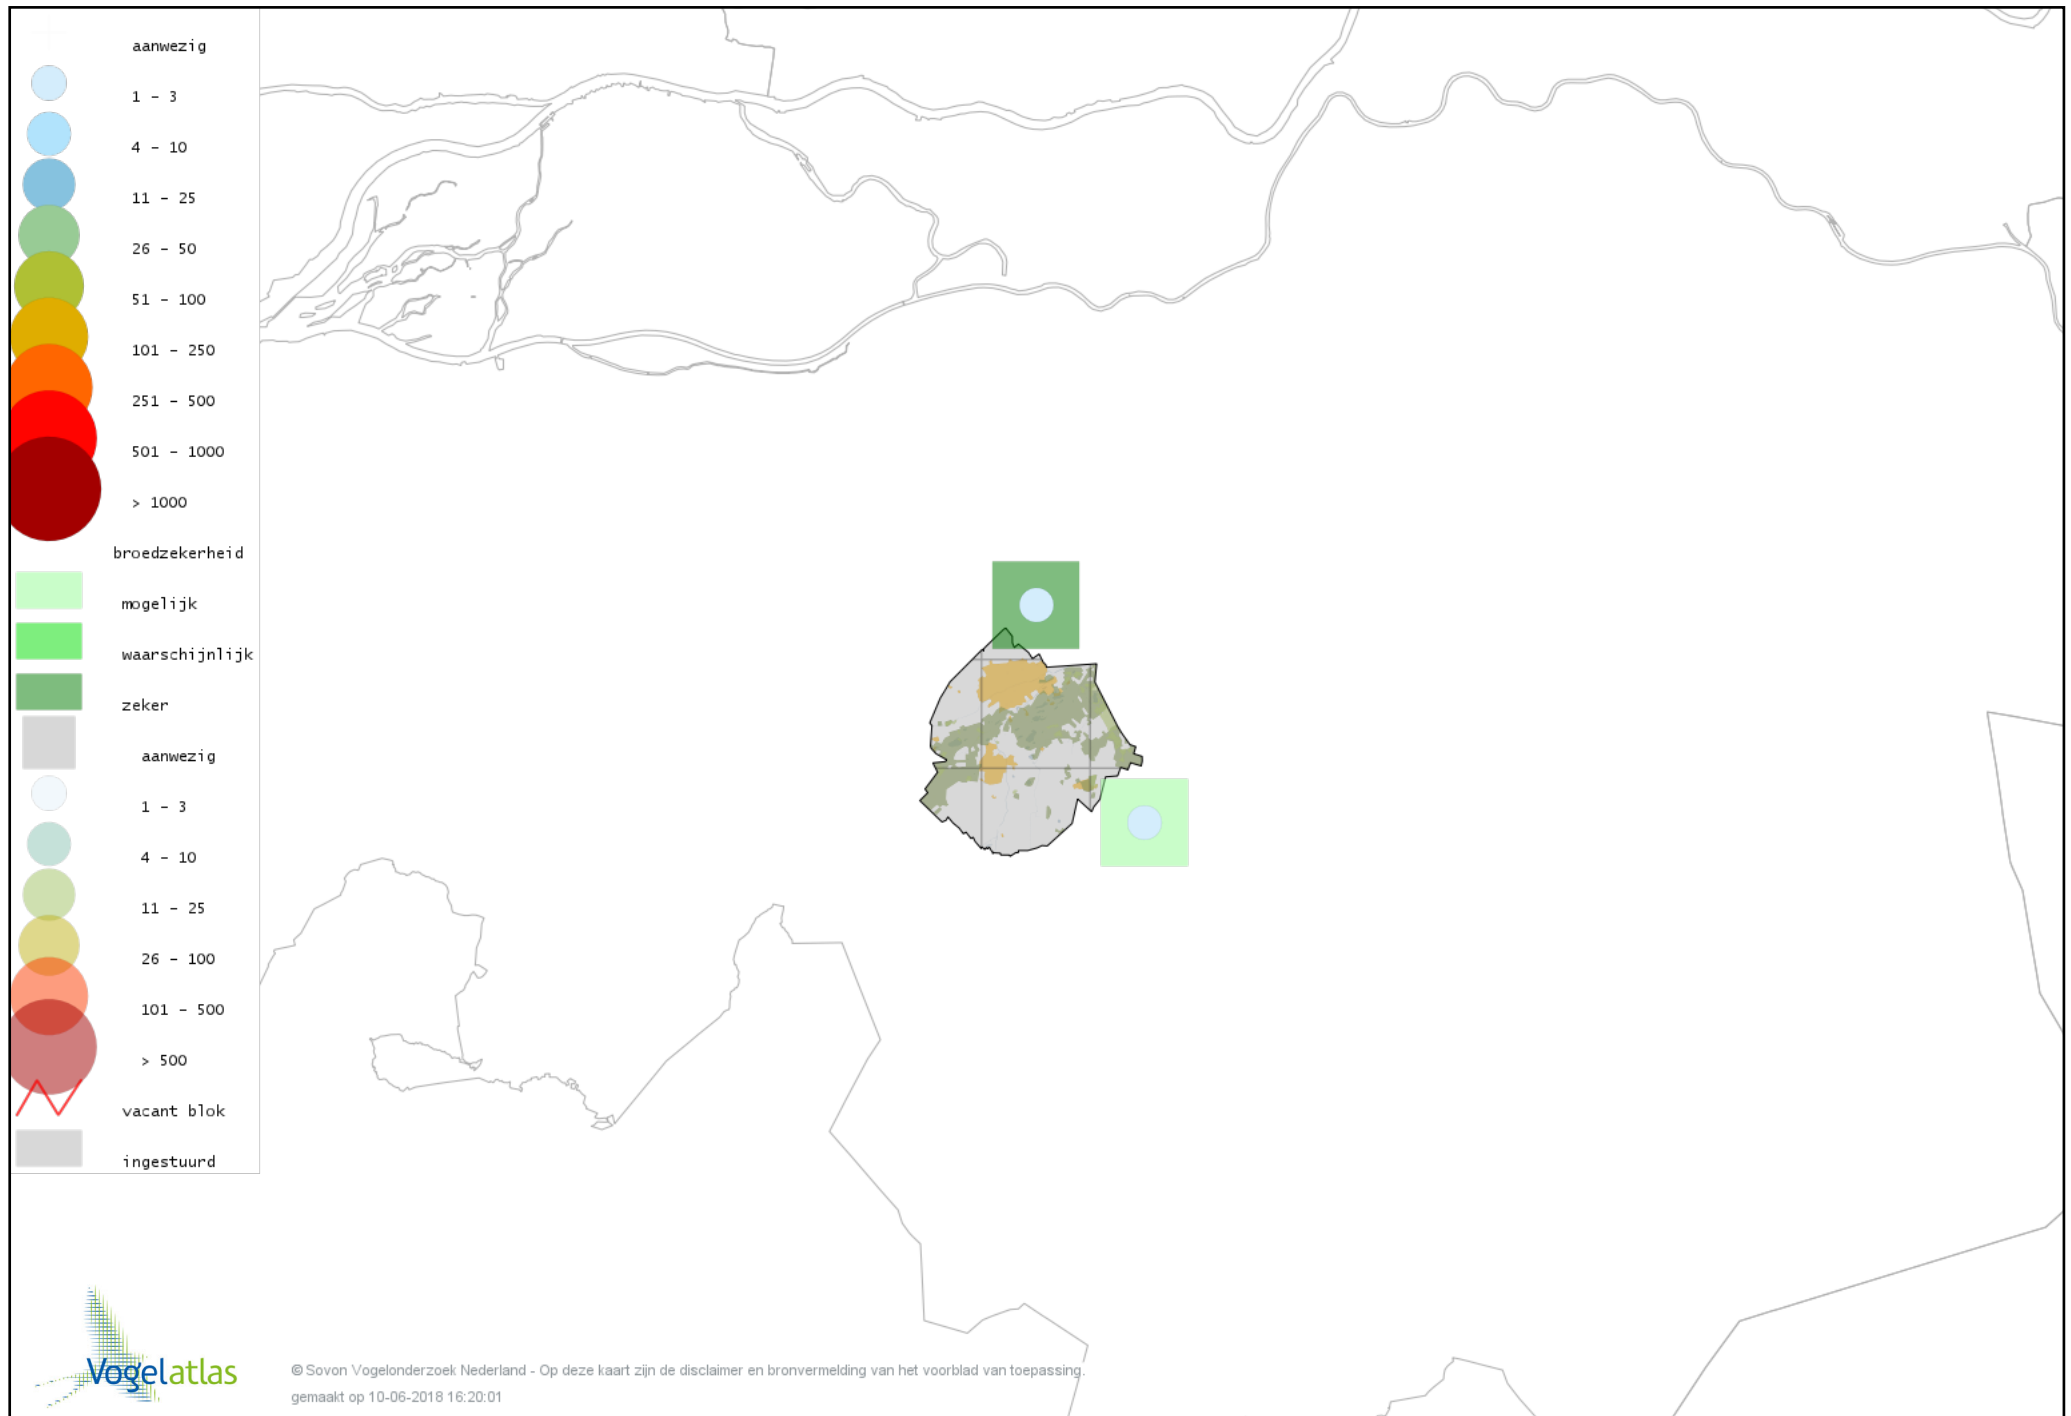 aanwezig
1 - 3
4 - 10
11 - 25
26 - 50
51 - 100
101 - 250
251 - 500
501 - 1000
> 1000
broedzekerheid
mogelijk
waarschijnlijk
zeker
aanwezig
1 - 3
4 - 10
11 - 25
26 - 100
101 - 500
> 500
vacant blok
ingestuurd
Vogelatlas
© Sovon Vogelonderzoek Nederland - Op deze kaart zijn de disclaimer en bronvermelding van het voorblad van toepassing.
gemaakt op 10-06-2018 16:20:01